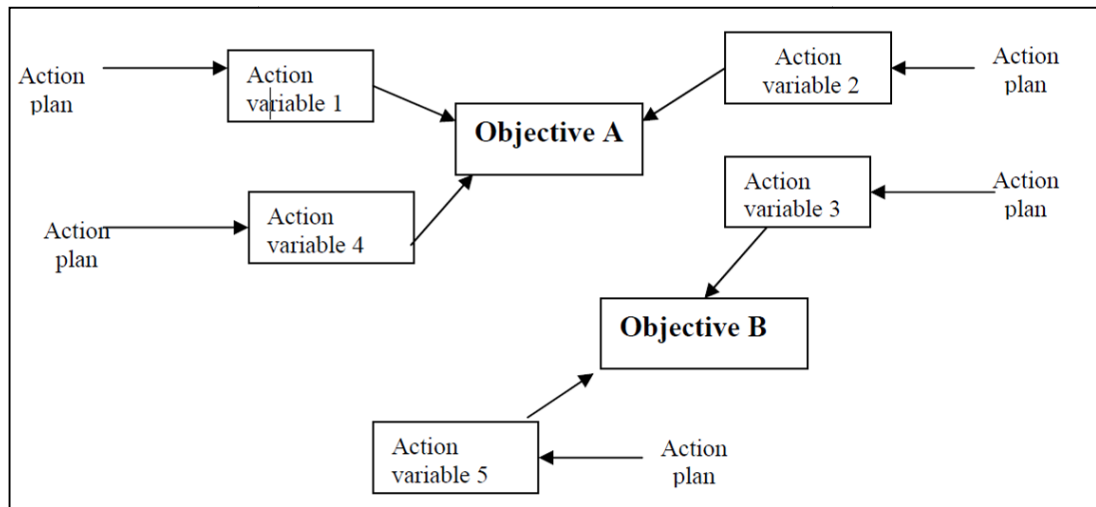 Action
plan
Action
variable 1
Objective A
Action
variable 2
Action
plan
Action
plan
Action
variable 4
Action
variable 3
Action
plan
Objective B
Action
variable 5
Action
plan